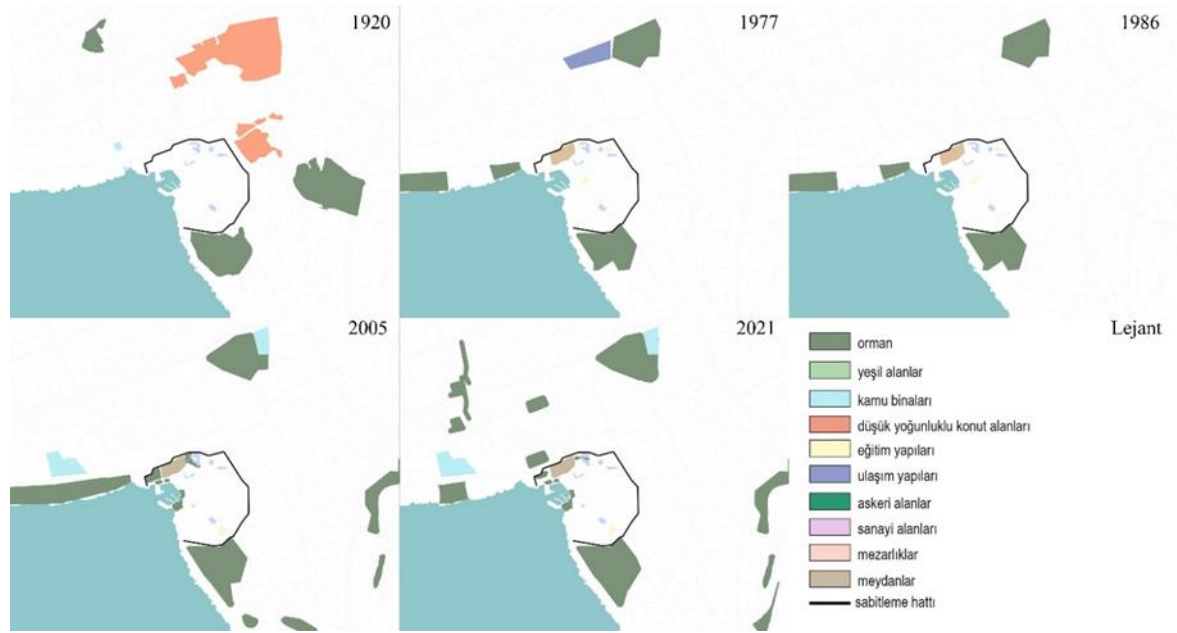 1920
1977
1986
2005
2021
Lejant
orman
yeşil alanlar
kamu binaları
düşük yoğunluklu konut alanları
eğitim yapıları
ulaşım yapıları
askeri alanlar
sanayi alanları
mezarlıklar
meydanlar
sabitleme hattı